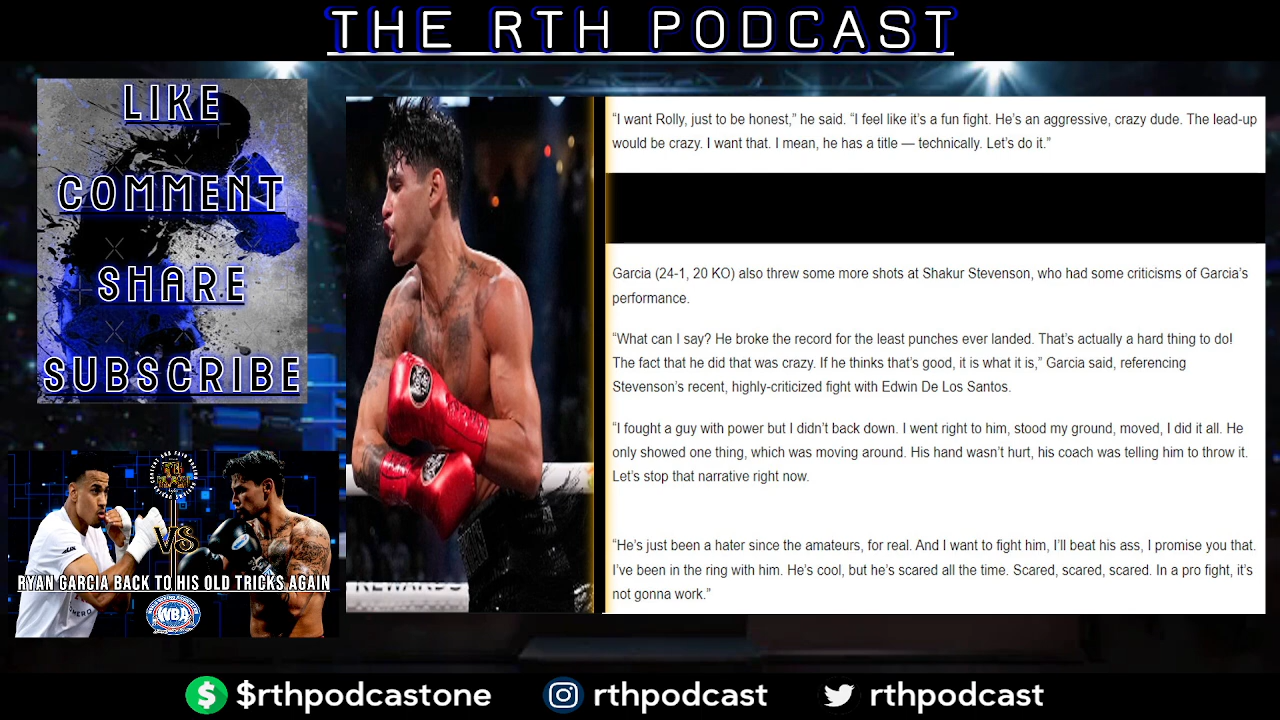 THE RTH PODCAST
LIKE
COMMENT
SHARE
SUBSCRIBE
“I want Rolly, just to be honest,” he said. “I feel like it’s a fun fight. He’s an aggressive, crazy dude. The lead-up
would be crazy. I want that. I mean, he has a title — technically. Let’s do it.”
Garcia (24-1, 20 KO) also threw some more shots at Shakur Stevenson, who had some criticisms of Garcia’s
performance.
“What can I say? He broke the record for the least punches ever landed. That’s actually a hard thing to do!
The fact that he did that was crazy. If he thinks that’s good, it is what it is,” Garcia said, referencing
Stevenson’s recent, highly-criticized fight with Edwin De Los Santos.
“I fought a guy with power but I didn’t back down. I went right to him, stood my ground, moved, I did it all. He
only showed one thing, which was moving around. His hand wasn’t hurt, his coach was telling him to throw it.
Let’s stop that narrative right now.
“He’s just been a hater since the amateurs, for real. And I want to fight him, I’ll beat his ass, I promise you that.
I’ve been in the ring with him. He’s cool, but he’s scared all the time. Scared, scared, scared. In a pro fight, it’s
not gonna work.”
VS
RYAN GARCIA BACK TO HIS OLD TRICKS AGAIN
WBA
$rthpodcastone
rthpodcast
rthpodcast